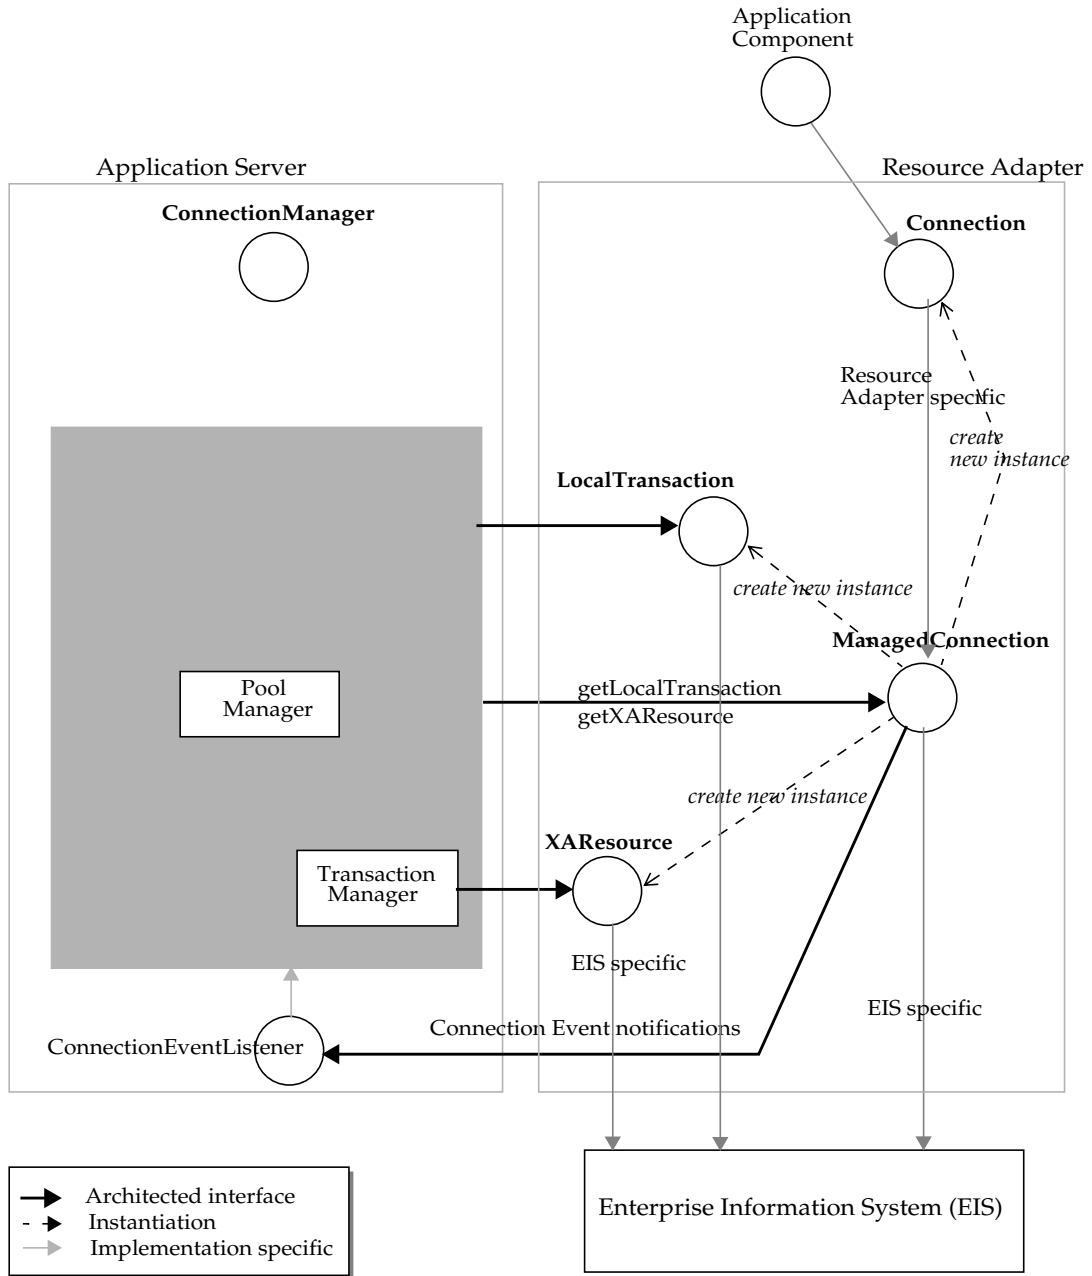 Application
Component
Application Server
Resource Adapter
ConnectionManager
Connection
Resource
Adapter specific
create
new instance
LocalTransaction
create new instance
ManagedConnection
Pool
Manager
getLocalTransaction
getXAResource
create new instance
XAResource
Transaction
Manager
EIS specific
EIS specific
Connection Event notifications
ConnectionEventListener
Architected interface
Instantiation
Implementation specific
Enterprise Information System (EIS)